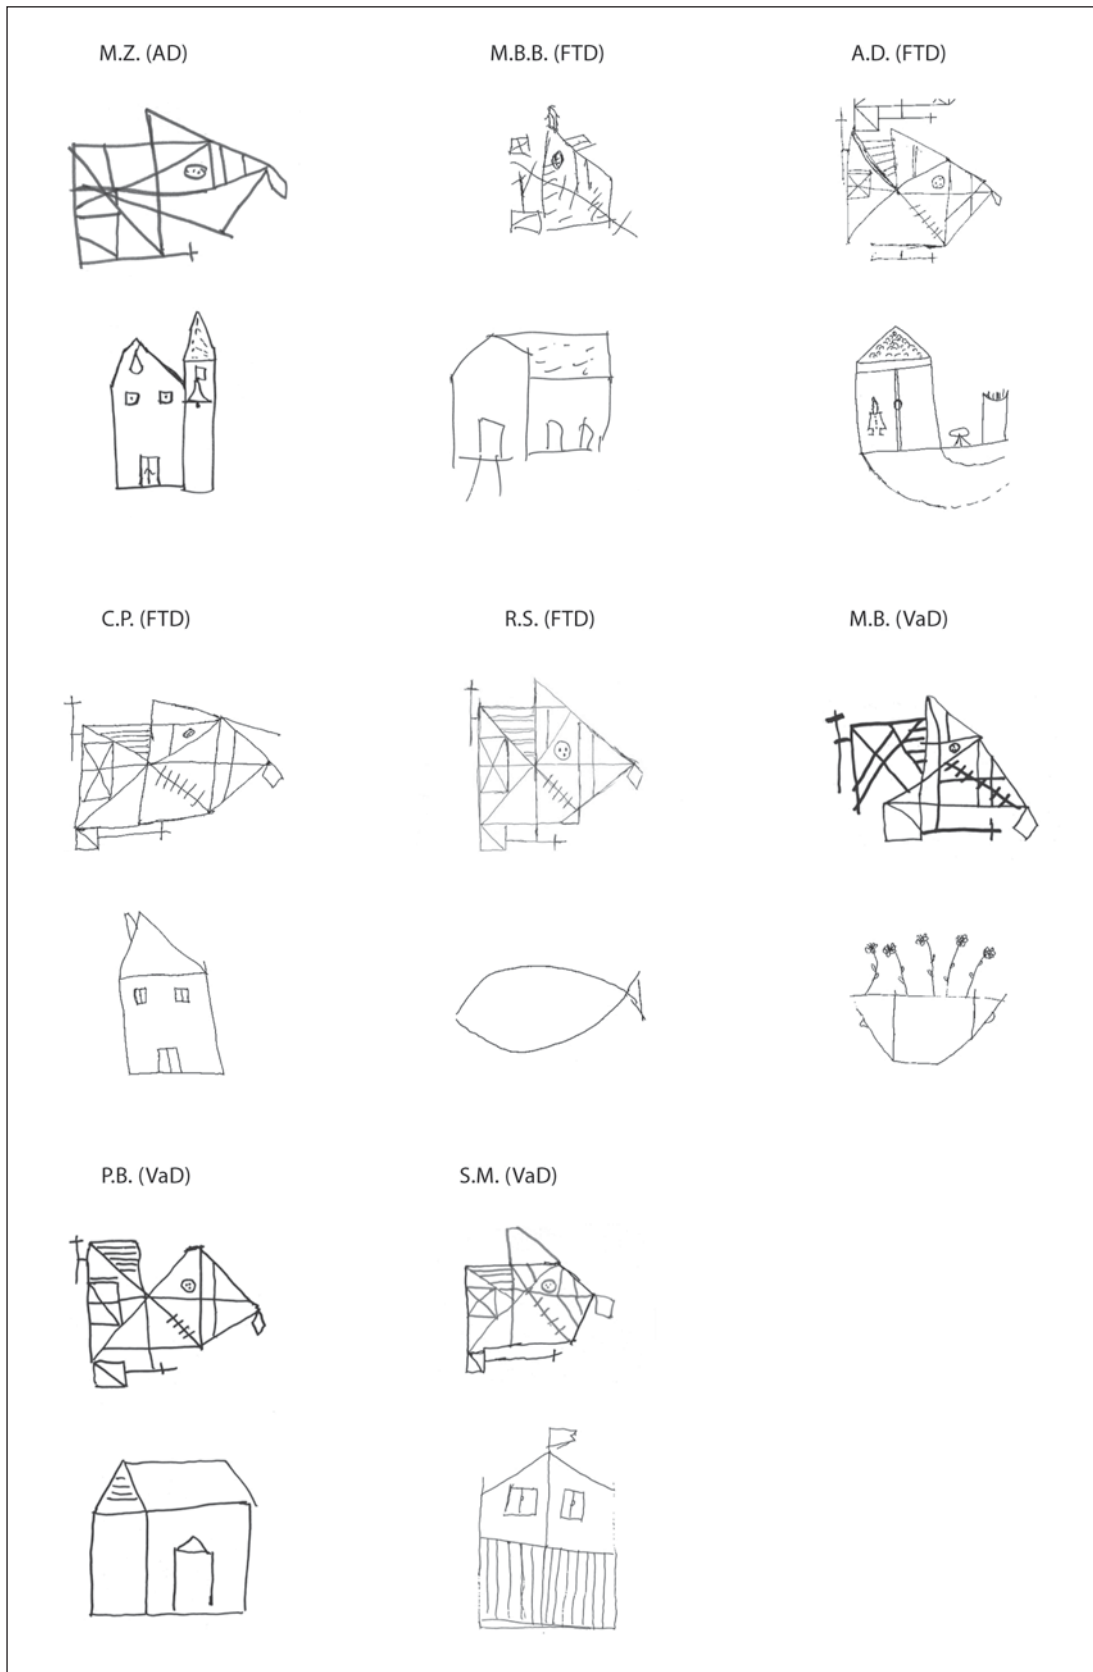 M.Z. (AD)
M.B.B. (FTD)
A.D. (FTD)
C.P. (FTD)
R.S. (FTD)
M.B. (VaD)
P.B. (VaD)
S.M. (VaD)